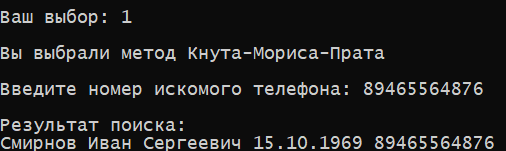 Ваш выбор: 1
Вы выбрали метод Кнута-Мориса-Прата
Введите номер искомого телефона: 89465564876
Результат поиска:
Смирнов Иван Сергеевич 15.10.1969 89465564876